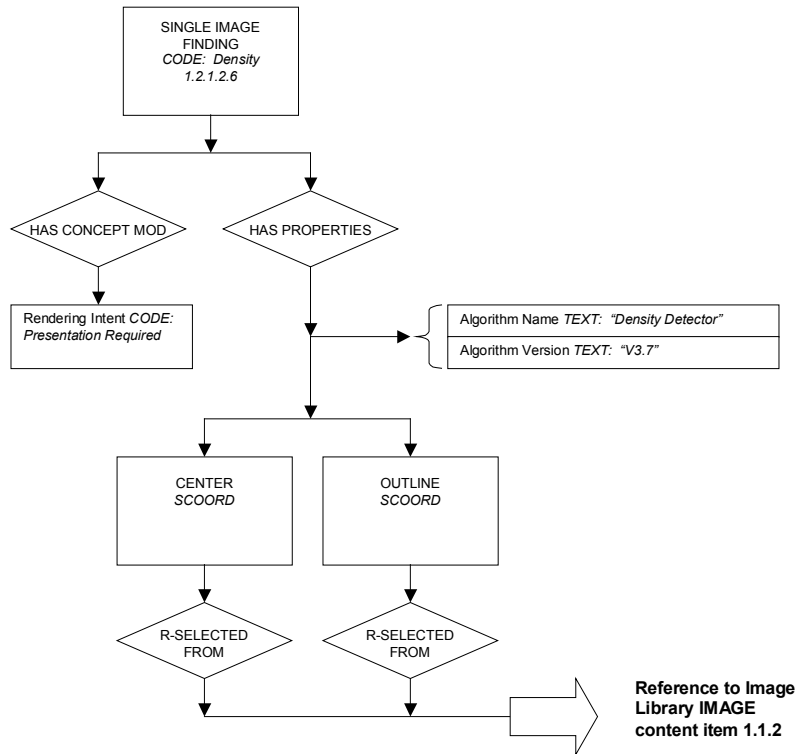 SINGLE IMAGE
FINDING
CODE:  Density
1.2.1.2.6
HAS CONCEPT MOD
HAS PROPERTIES
Rendering Intent CODE:
Presentation Required
Algorithm Name TEXT:  “Density Detector”
Algorithm Version TEXT:  “V3.7”
CENTER
SCOORD
OUTLINE
SCOORD
R-SELECTED
FROM
R-SELECTED
FROM
Reference to Image
Library IMAGE
content item 1.1.2